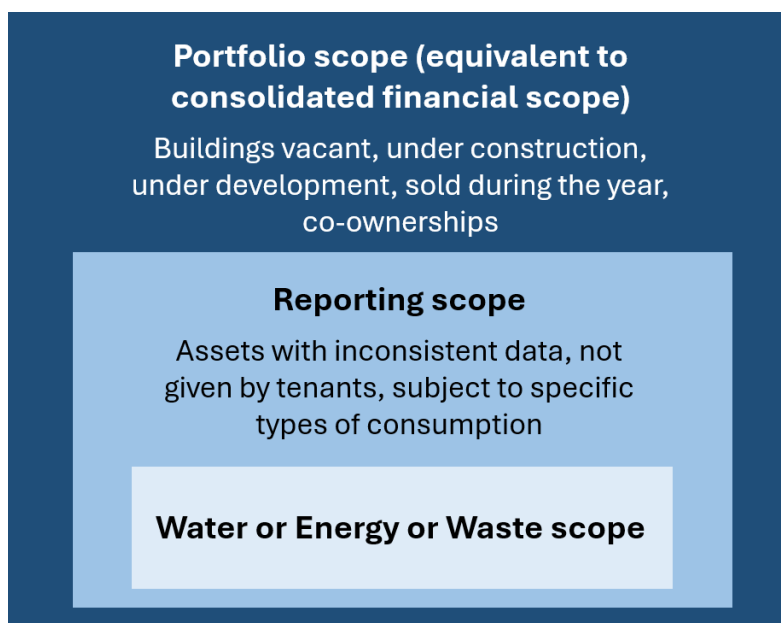 Portfolio scope (equivalent to
consolidated financial scope)
Buildings vacant, under construction,
under development, sold during the year,
co-ownerships
Reporting scope
Assets with inconsistent data, not
given by tenants, subject to specific
types of consumption
Water or Energy or Waste scope